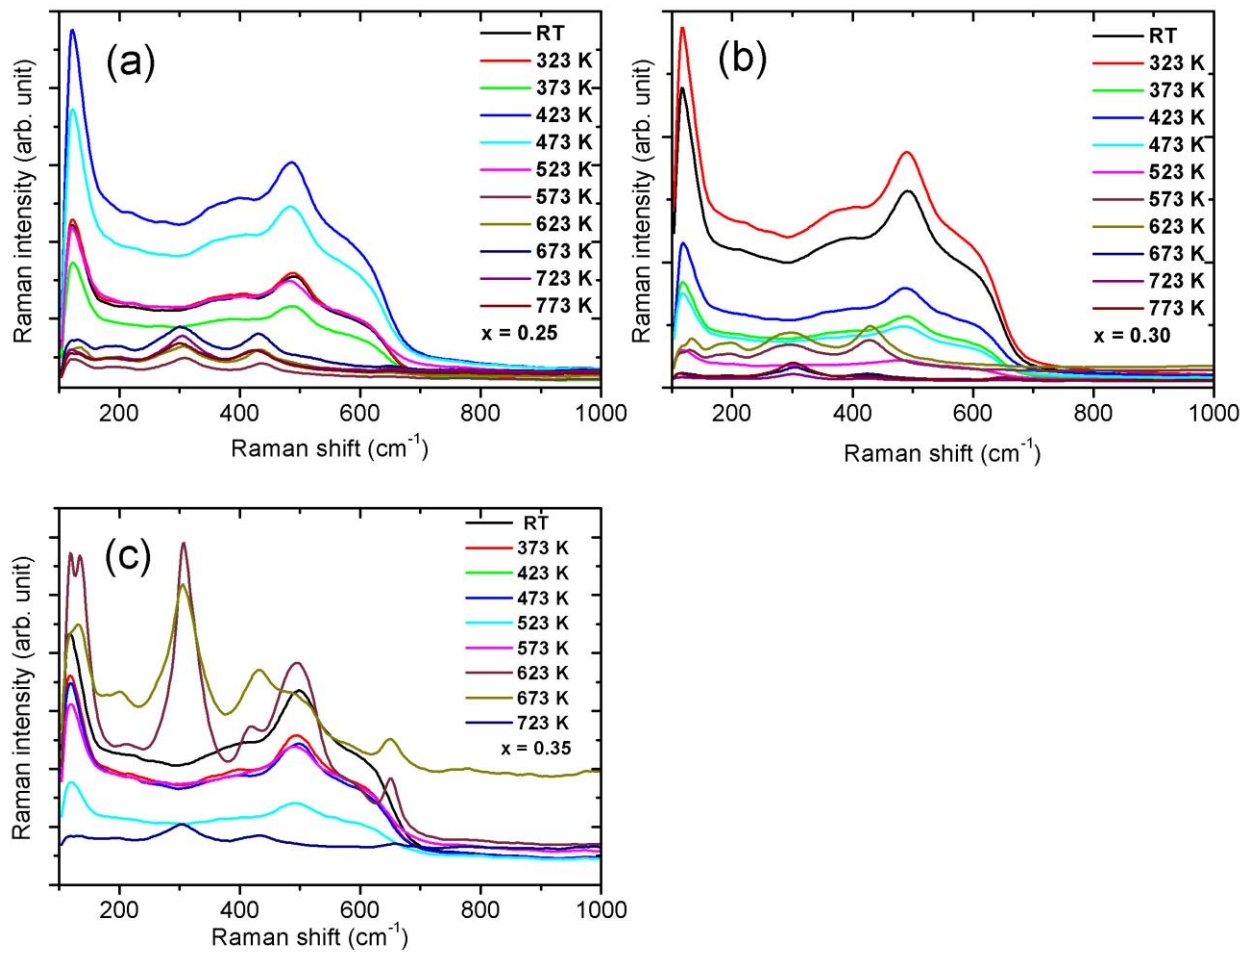 (a)
RT
323 K
373 K
423 K
473 K
523 K
573 K
623 K
673 K
722 K
773 K
x = 0.25
Raman intensity (arb. unit)
200 400 600 800 1000
Raman shift (cm⁻¹)
(b)
RT
323 K
373 K
423 K
473 K
523 K
573 K
623 K
673 K
722 K
773 K
x = 0.30
Raman intensity (arb. unit)
200 400 600 800 1000
Raman shift (cm⁻¹)
(c)
RT
373 K
423 K
473 K
523 K
573 K
623 K
673 K
723 K
x = 0.35
Raman intensity (arb. unit)
200 400 600 800 1000
Raman shift (cm⁻¹)